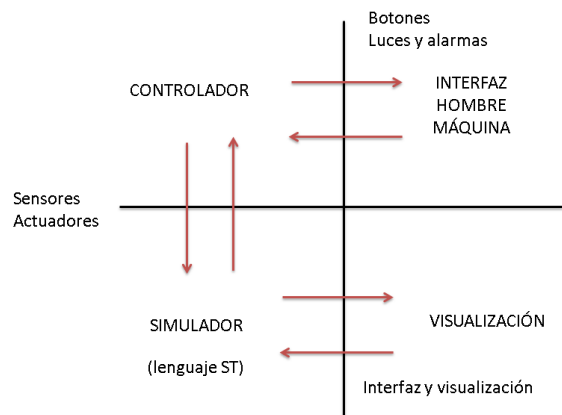 Botones
Luces y alarmas
CONTROLADOR
INTERFAZ
HOMBRE
MÁQUINA
Sensores
Actuadores
SIMULADOR
(lenguaje ST)
VISUALIZACIÓN
Interfaz y visualización